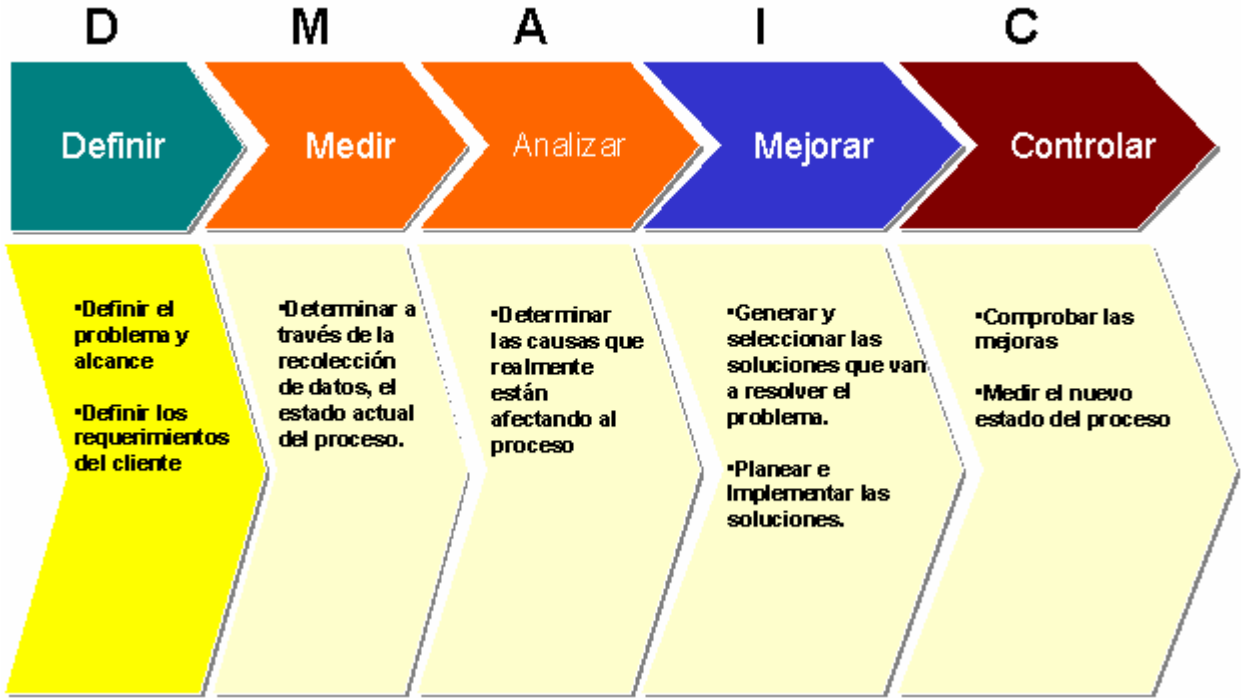 D M A I C
Definir Medir Analizar Mejorar Controlar
▪Definir el
problema y
alcance
▪Definir los
requerimientos
del cliente
▪Determinar a
través de la
recolección
de datos, el
estado actual
del proceso.
▪Determinar
las causas que
realmente
están
afectando al
proceso
▪Generar y
seleccionar las
soluciones que van
a resolver el
problema.
▪Planear e
Implementar las
soluciones.
▪Comprobar las
mejoras
▪Medir el nuevo
estado del proceso